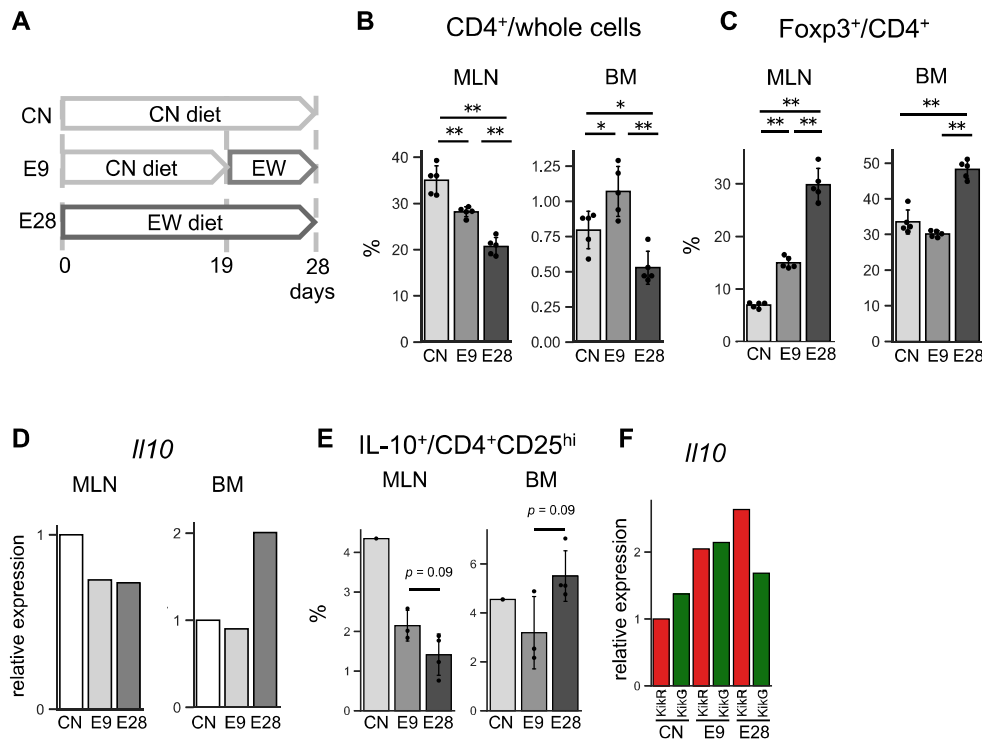 A
CN
CN diet
E9
CN diet
EW
E28
EW diet
0
19
28
days
B
CD4⁺/whole cells
MLN
BM
**
**
**
*
*
**
%
40
30
20
10
0
1.25
1.00
0.75
0.50
0.25
0.00
CN E9 E28
CN E9 E28
C
Foxp3⁺/CD4⁺
MLN
BM
**
**
**
**
**
%
30
20
10
0
50
40
30
20
10
0
CN E9 E28
CN E9 E28
D
Il10
MLN
BM
relative expression
1
0
2
1
0
CN E9 E28
CN E9 E28
E
IL-10⁺/CD4⁺CD25ʰⁱ
MLN
BM
p = 0.09
p = 0.09
%
4
3
2
1
0
6
4
2
0
CN E9 E28
CN E9 E28
F
Il10
relative expression
2
1
0
KikR KikG KikR KikG KikR KikG
CN E9 E28